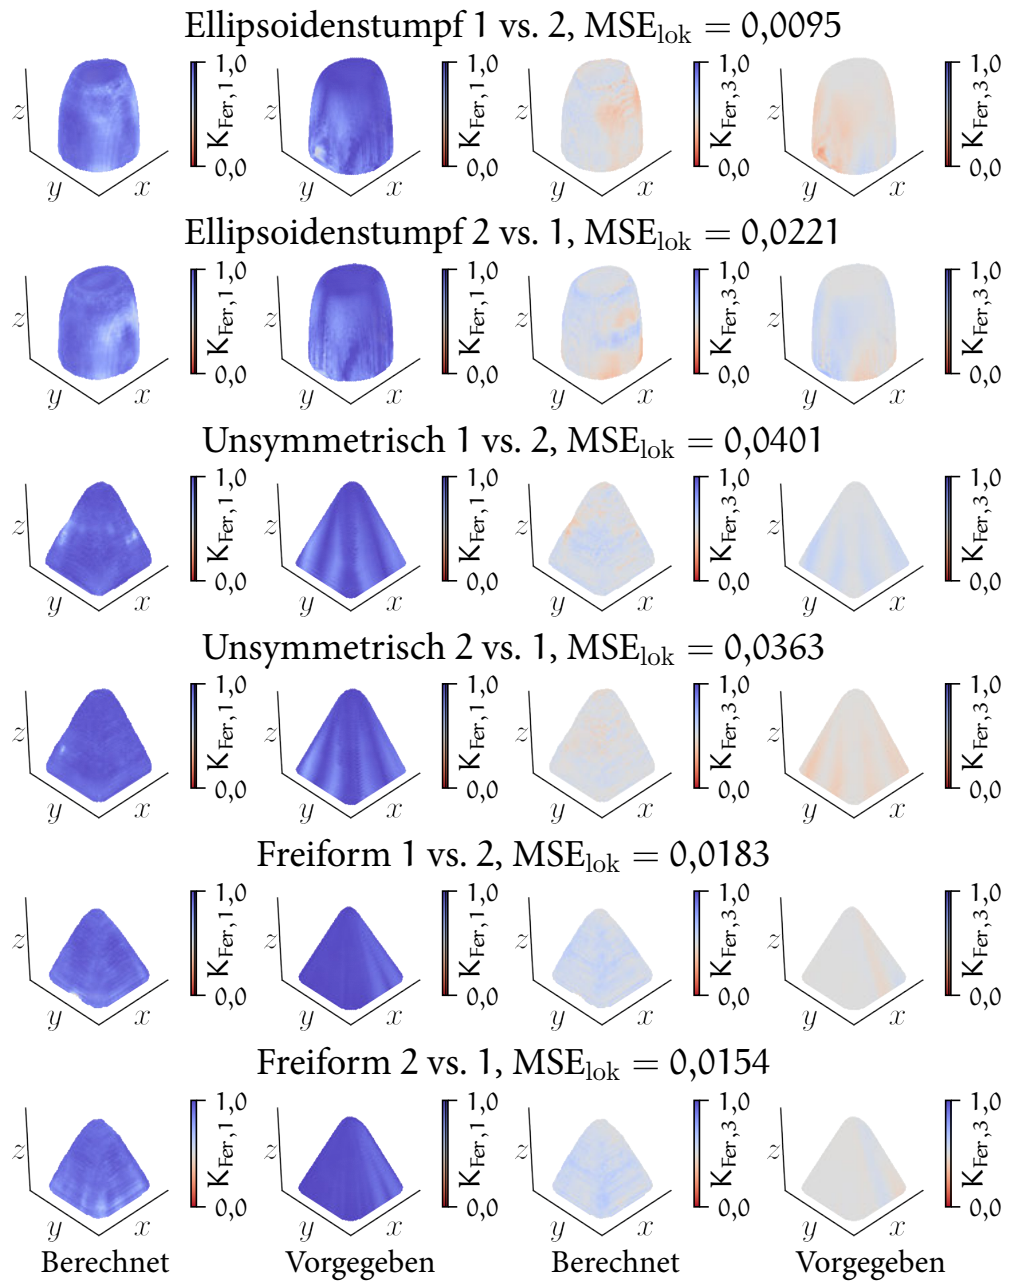 Ellipsoidenstumpf 1 vs. 2, MSE_lok = 0,0095
z y x 1,0 K_Fer,1 0,0 z y x 1,0 K_Fer,1 0,0 z y x 1,0 K_Fer,3 0,0 z y x 1,0 K_Fer,3 0,0
Ellipsoidenstumpf 2 vs. 1, MSE_lok = 0,0221
z y x 1,0 K_Fer,1 0,0 z y x 1,0 K_Fer,1 0,0 z y x 1,0 K_Fer,3 0,0 z y x 1,0 K_Fer,3 0,0
Unsymmetrisch 1 vs. 2, MSE_lok = 0,0401
z y x 1,0 K_Fer,1 0,0 z y x 1,0 K_Fer,1 0,0 z y x 1,0 K_Fer,3 0,0 z y x 1,0 K_Fer,3 0,0
Unsymmetrisch 2 vs. 1, MSE_lok = 0,0363
z y x 1,0 K_Fer,1 0,0 z y x 1,0 K_Fer,1 0,0 z y x 1,0 K_Fer,3 0,0 z y x 1,0 K_Fer,3 0,0
Freiform 1 vs. 2, MSE_lok = 0,0183
z y x 1,0 K_Fer,1 0,0 z y x 1,0 K_Fer,1 0,0 z y x 1,0 K_Fer,3 0,0 z y x 1,0 K_Fer,3 0,0
Freiform 2 vs. 1, MSE_lok = 0,0154
z y x 1,0 K_Fer,1 0,0 z y x 1,0 K_Fer,1 0,0 z y x 1,0 K_Fer,3 0,0 z y x 1,0 K_Fer,3 0,0
Berechnet Vorgegeben Berechnet Vorgegeben